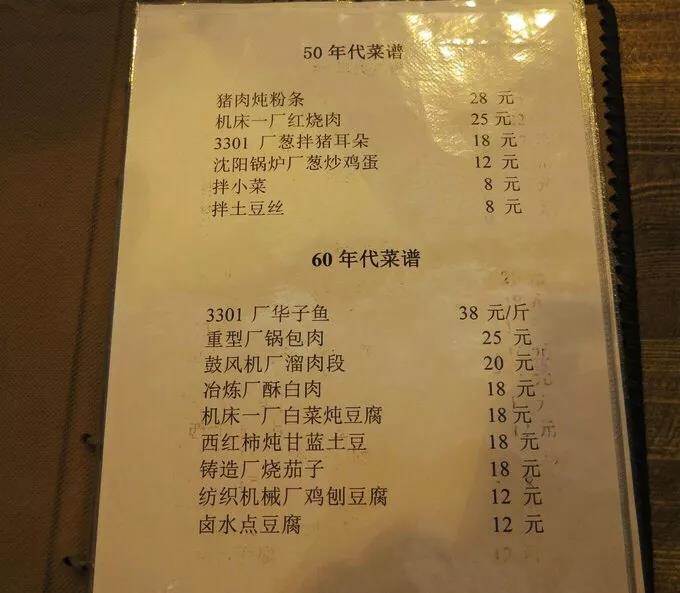 50 年代菜谱
猪肉炖粉条 28 元
机床一厂红烧肉 25 元
3301 厂葱拌猪耳朵 18 元
沈阳锅炉厂葱炒鸡蛋 12 元
拌小菜 8 元
拌土豆丝 8 元
60 年代菜谱
3301 厂华子鱼 38 元/斤
重型厂锅包肉 25 元
鼓风机厂溜肉段 20 元
冶炼厂酥白肉 18 元
机床一厂白菜炖豆腐 18 元
西红柿炖甘蓝土豆 18 元
铸造厂烧茄子 18 元
纺织机械厂鸡刨豆腐 12 元
卤水点豆腐 12 元